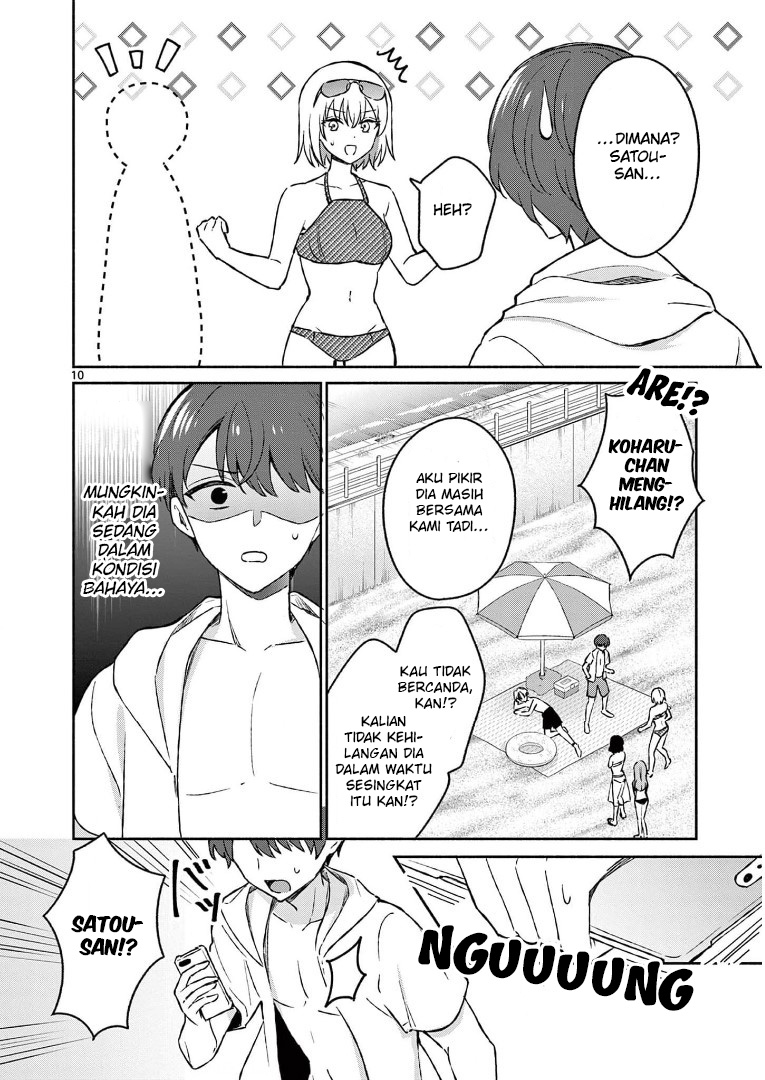 ...DIMANA?
SATOU-
SAN...
HEH?
10
ARE!?
KOHARU-
CHAN
MENG-
HILANG!?
AKU PIKIR
DIA MASIH
BERSAMA
KAMI TADI...
KAU TIDAK
BERCANDA,
KAN!?
KALIAN
TIDAK KEHI-
LANGAN DIA
DALAM WAKTU
SESINGKAT
ITU KAN!?
MUNGKIN-
KAH DIA
SEDANG
DALAM
KONDISI
BAHAYA...
NGUUUUNG
SATOU-
SAN!?